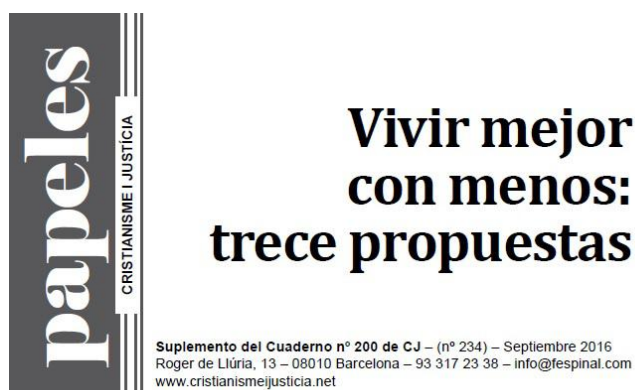 papeles
CRISTIANISME I JUSTÍCIA
Vivir mejor
con menos:
trece propuestas
Suplemento del Cuaderno nº 200 de CJ – (nº 234) – Septiembre 2016
Roger de Llúria, 13 – 08010 Barcelona – 93 317 23 38 – info@fespinal.com
www.cristianismeijusticia.net